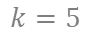 k = 5